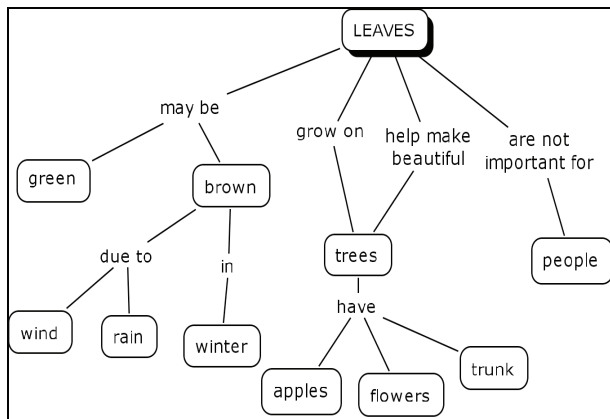 LEAVES
may be
grow on
help make
beautiful
are not
important for
green
brown
trees
people
due to
in
have
wind
rain
winter
apples
flowers
trunk